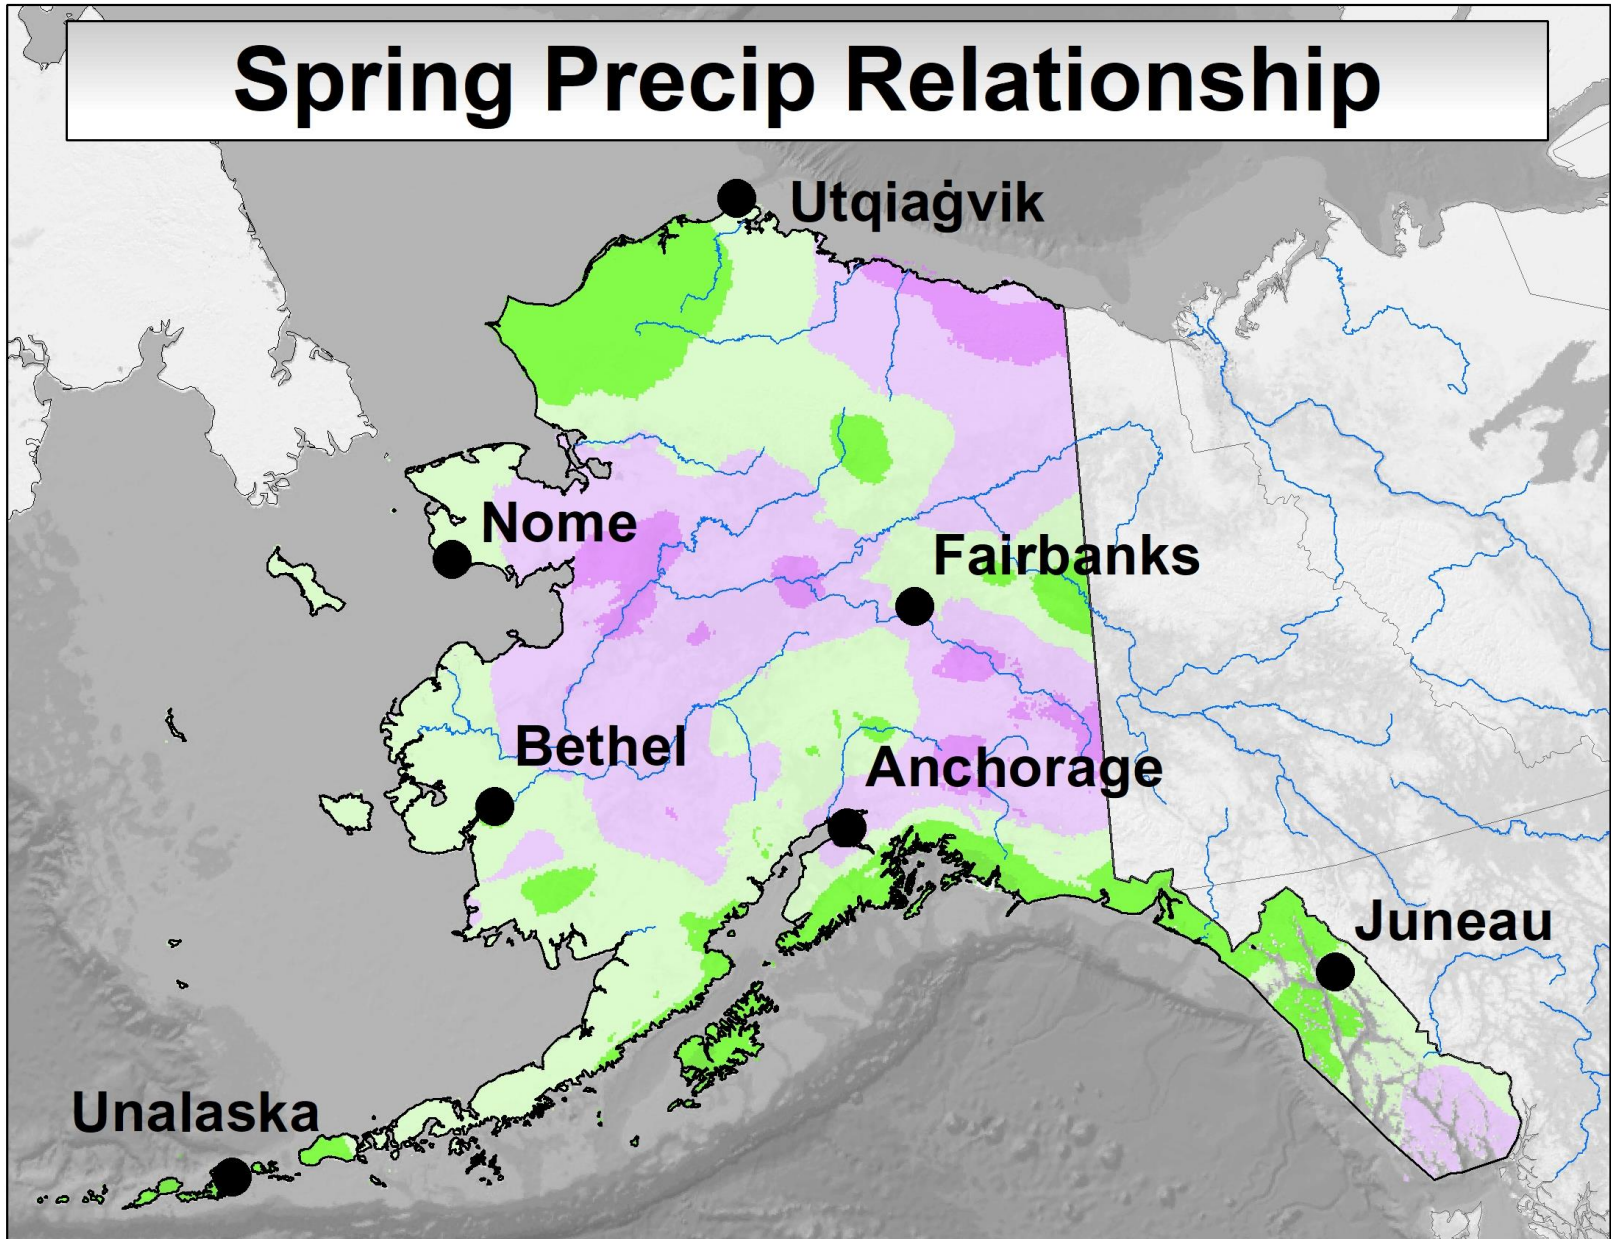 Spring Precip Relationship
Utqiaġvik
Nome
Fairbanks
Bethel
Anchorage
Juneau
Unalaska